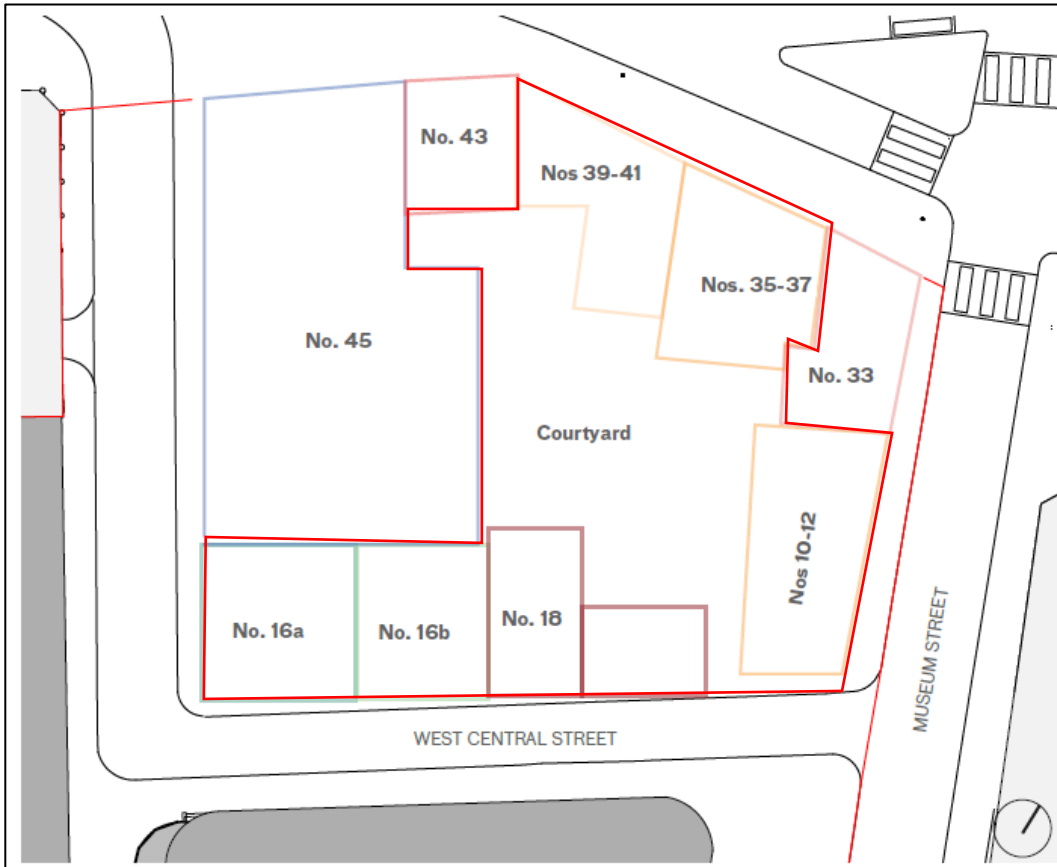 No. 43
Nos 39-41
Nos. 35-37
No. 45
No. 33
Courtyard
Nos 10-12
No. 16a
No. 16b
No. 18
MUSEUM STREET
WEST CENTRAL STREET